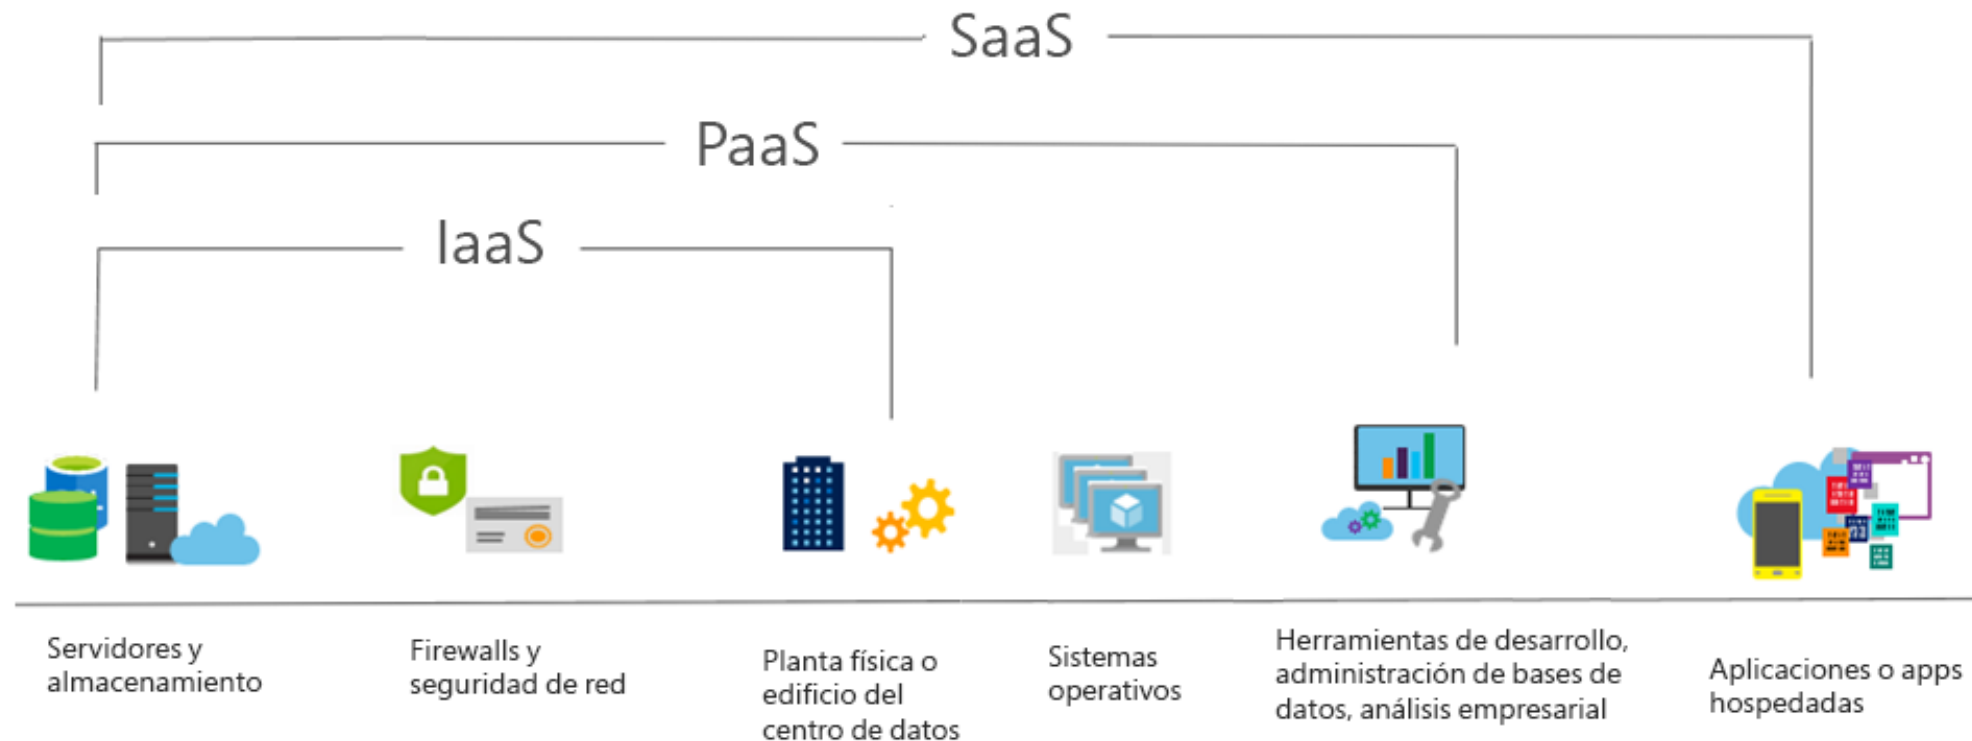 SaaS
PaaS
IaaS
Servidores y
almacenamiento
Firewalls y
seguridad de red
Planta física o
edificio del
centro de datos
Sistemas
operativos
Herramientas de desarrollo,
administración de bases de
datos, análisis empresarial
Aplicaciones o apps
hospedadas